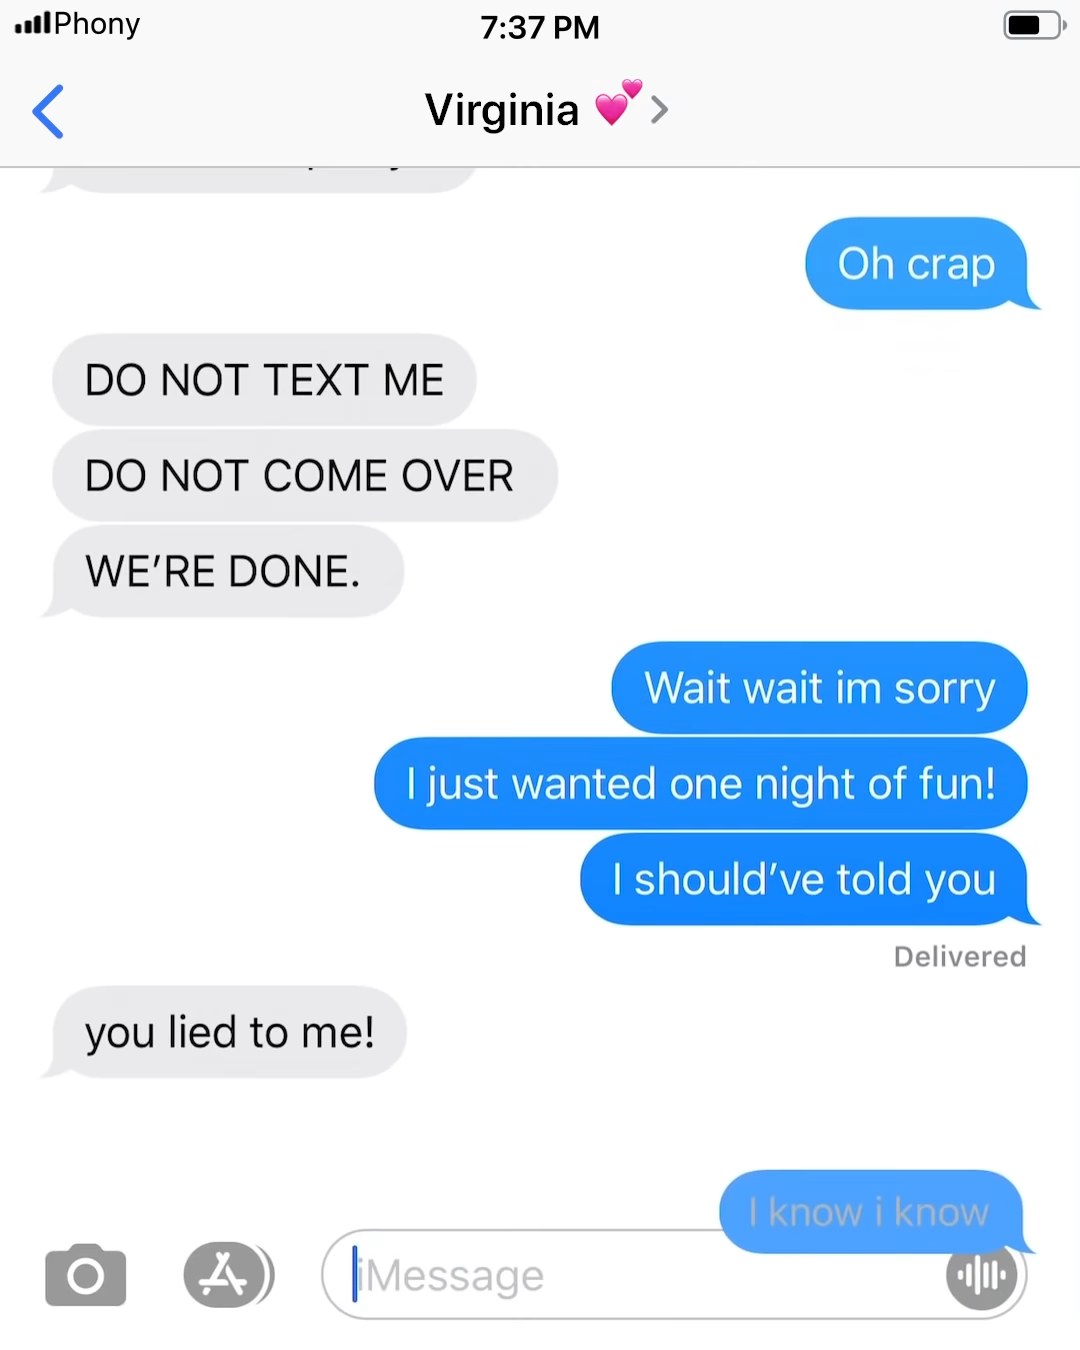 Phony
7:37 PM
Virginia 💕
Oh crap
DO NOT TEXT ME
DO NOT COME OVER
WE’RE DONE.
Wait wait im sorry
I just wanted one night of fun!
I should’ve told you
Delivered
you lied to me!
I know i know
iMessage